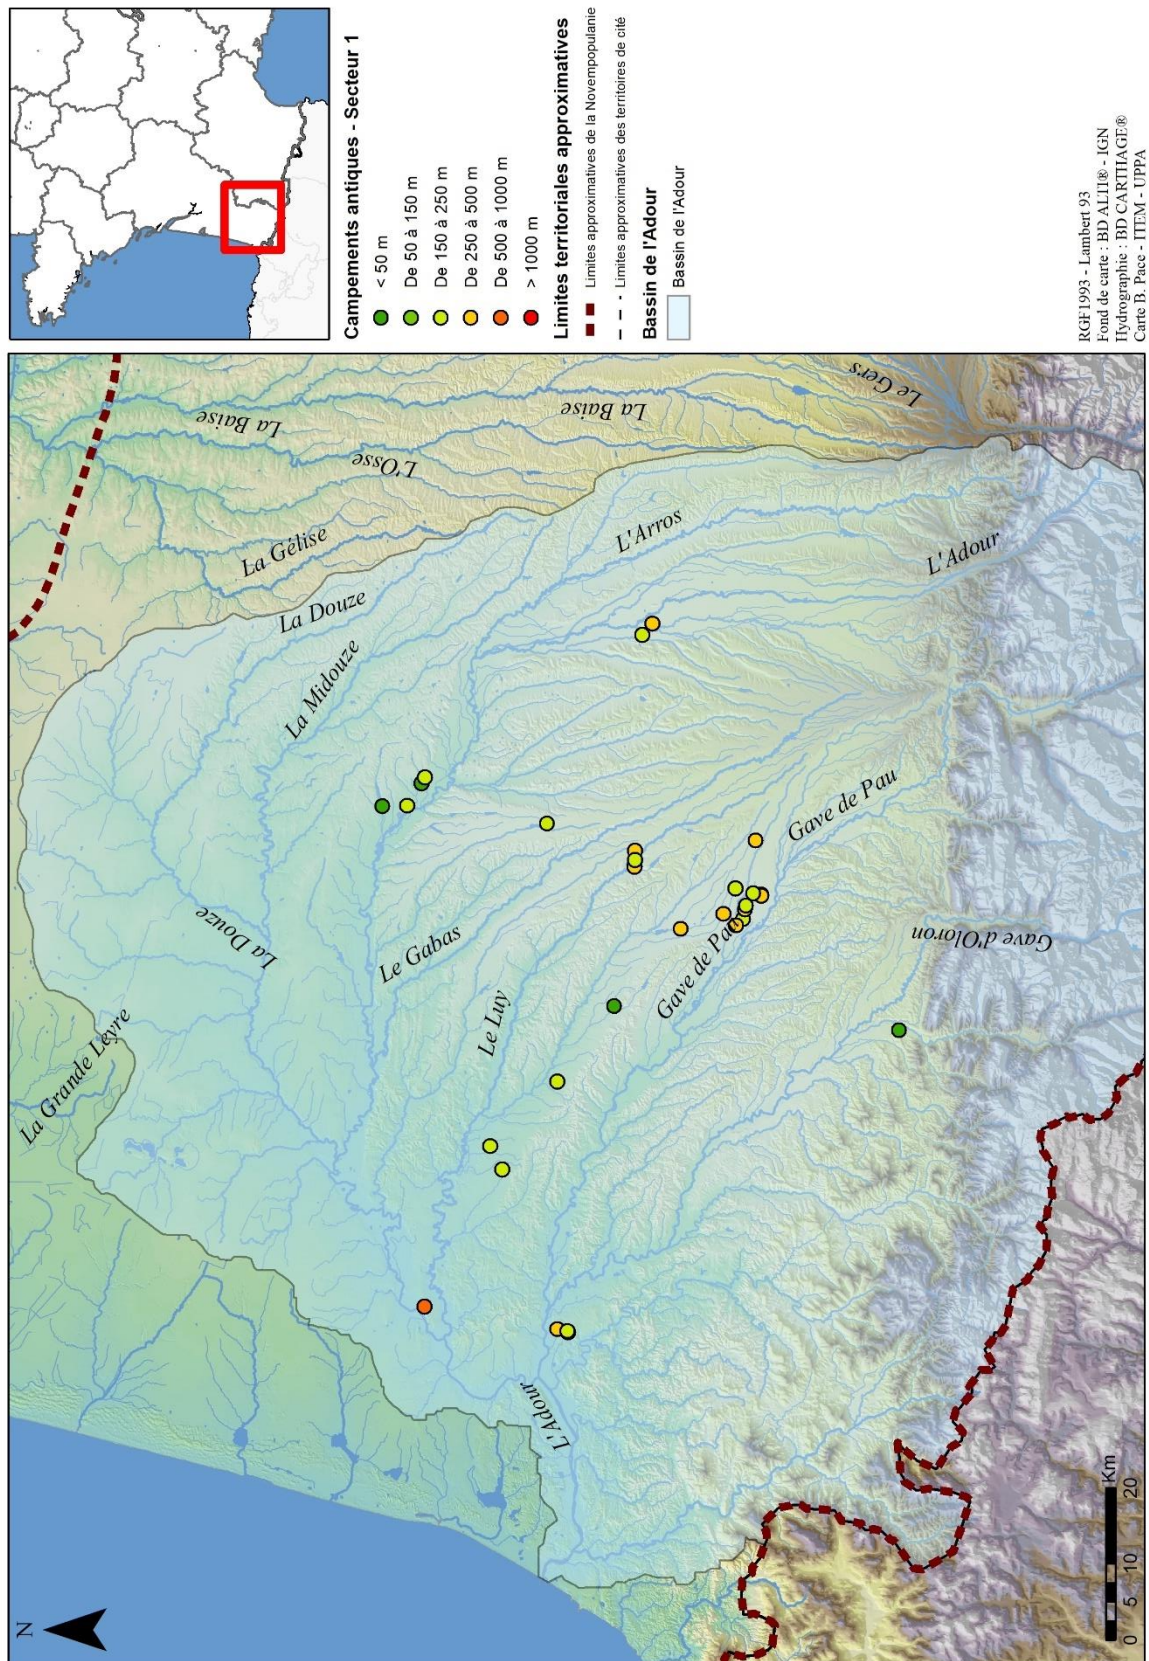 N
La Grande Leyre
La Douze
La Midouze
La Douze
La Gélise
L'Osse
La Baïse
La Baïse
Le Gers
L'Arros
L'Adour
Le Gabas
Le Luy
Gave de Pau
Gave de Pau
Gave d'Oloron
L'Adour
0 5 10 20
Km
Campements antiques - Secteur 1
< 50 m
De 50 à 150 m
De 150 à 250 m
De 250 à 500 m
De 500 à 1000 m
> 1000 m
Limites territoriales approximatives
Limites approximatives de la Novempopulanie
Limites approximatives des territoires de cité
Bassin de l'Adour
Bassin de l'Adour
RGF1993 - Lambert 93
Fond de carte : BD ALTI® - IGN
Hydrographie : BD CARTHAGE®
Carte B. Pace - ITEM - UPPA